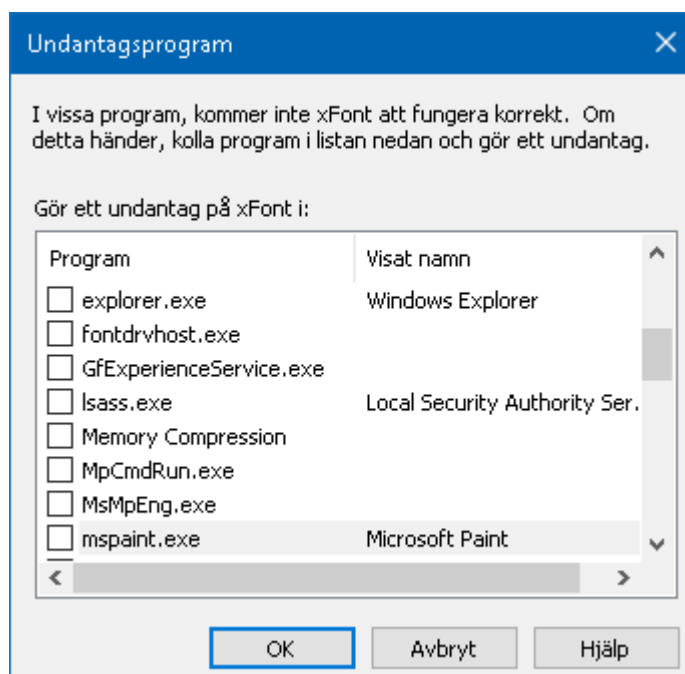 Undantagsprogram
I vissa program, kommer inte xFont att fungera korrekt. Om
detta händer, kolla program i listan nedan och gör ett undantag.
Gör ett undantag på xFont i:
Program Visat namn
explorer.exe Windows Explorer
fontdrvhost.exe
GfExperienceService.exe
lsass.exe Local Security Authority Ser.
Memory Compression
MpCmdRun.exe
MsMpEng.exe
mspaint.exe Microsoft Paint
OK Avbryt Hjälp